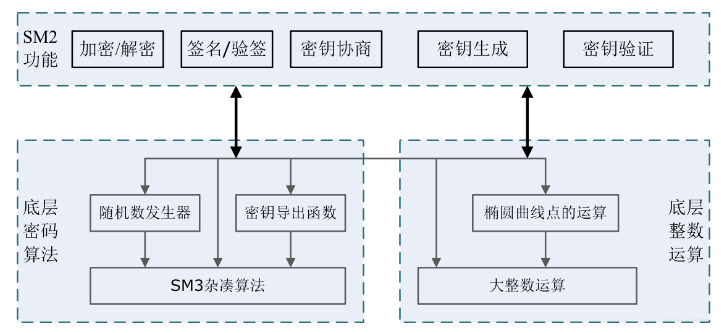 SM2
功能
加密/解密
签名/验签
密钥协商
密钥生成
密钥验证
底层
密码
算法
随机数发生器
密钥导出函数
SM3杂凑算法
椭圆曲线点的运算
大整数运算
底层
整数
运算